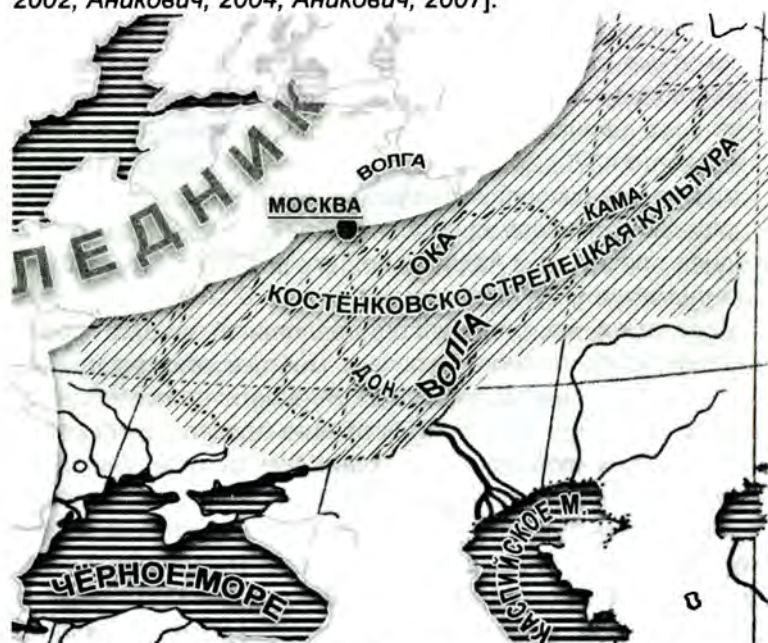 2002; Аникович, 2004; Аникович, 2007].
ЛЕДНИК
ВОЛГА
МОСКВА
ОКА
КАМА
КОСТЁНКОВСКО-СТРЕЛЕЦКАЯ КУЛЬТУРА
ДОН
ВОЛГА
ЧЁРНОЕ МОРЕ
КАСПИЙСКОЕ М.